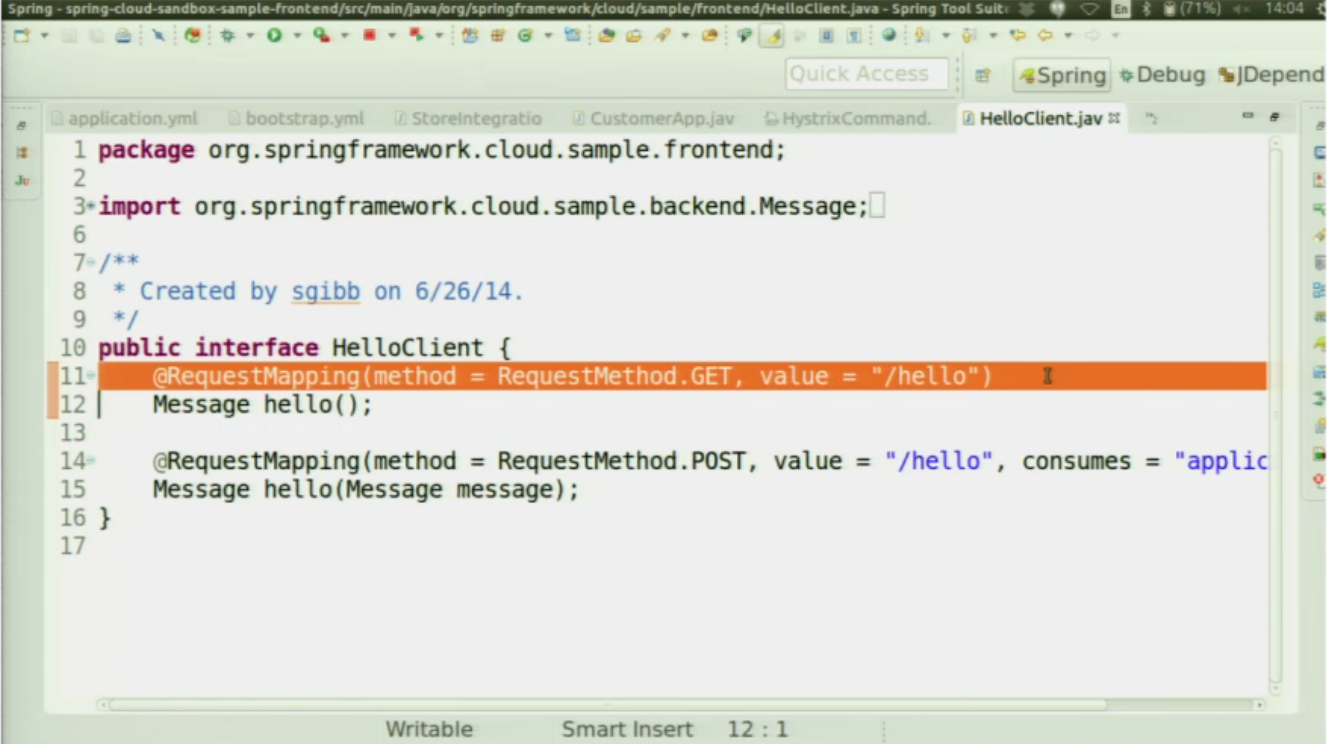 Spring - spring-cloud-sandbox-sample-frontend/src/main/java/org/springframework/cloud/sample/frontend/HelloClient.java - Spring Tool Suit
En (71%) 14:04
Quick Access Spring Debug JDepend
application.yml bootstrap.yml StoreIntegratio CustomerApp.jav HystrixCommand. HelloClient.jav
1 package org.springframework.cloud.sample.frontend;
2
3 import org.springframework.cloud.sample.backend.Message;
6
7 /**
8 * Created by sgibb on 6/26/14.
9 */
10 public interface HelloClient {
11 @RequestMapping(method = RequestMethod.GET, value = "/hello")
12 Message hello();
13
14 @RequestMapping(method = RequestMethod.POST, value = "/hello", consumes = "applic
15 Message hello(Message message);
16 }
17
Ju
Writable Smart Insert 12 : 1